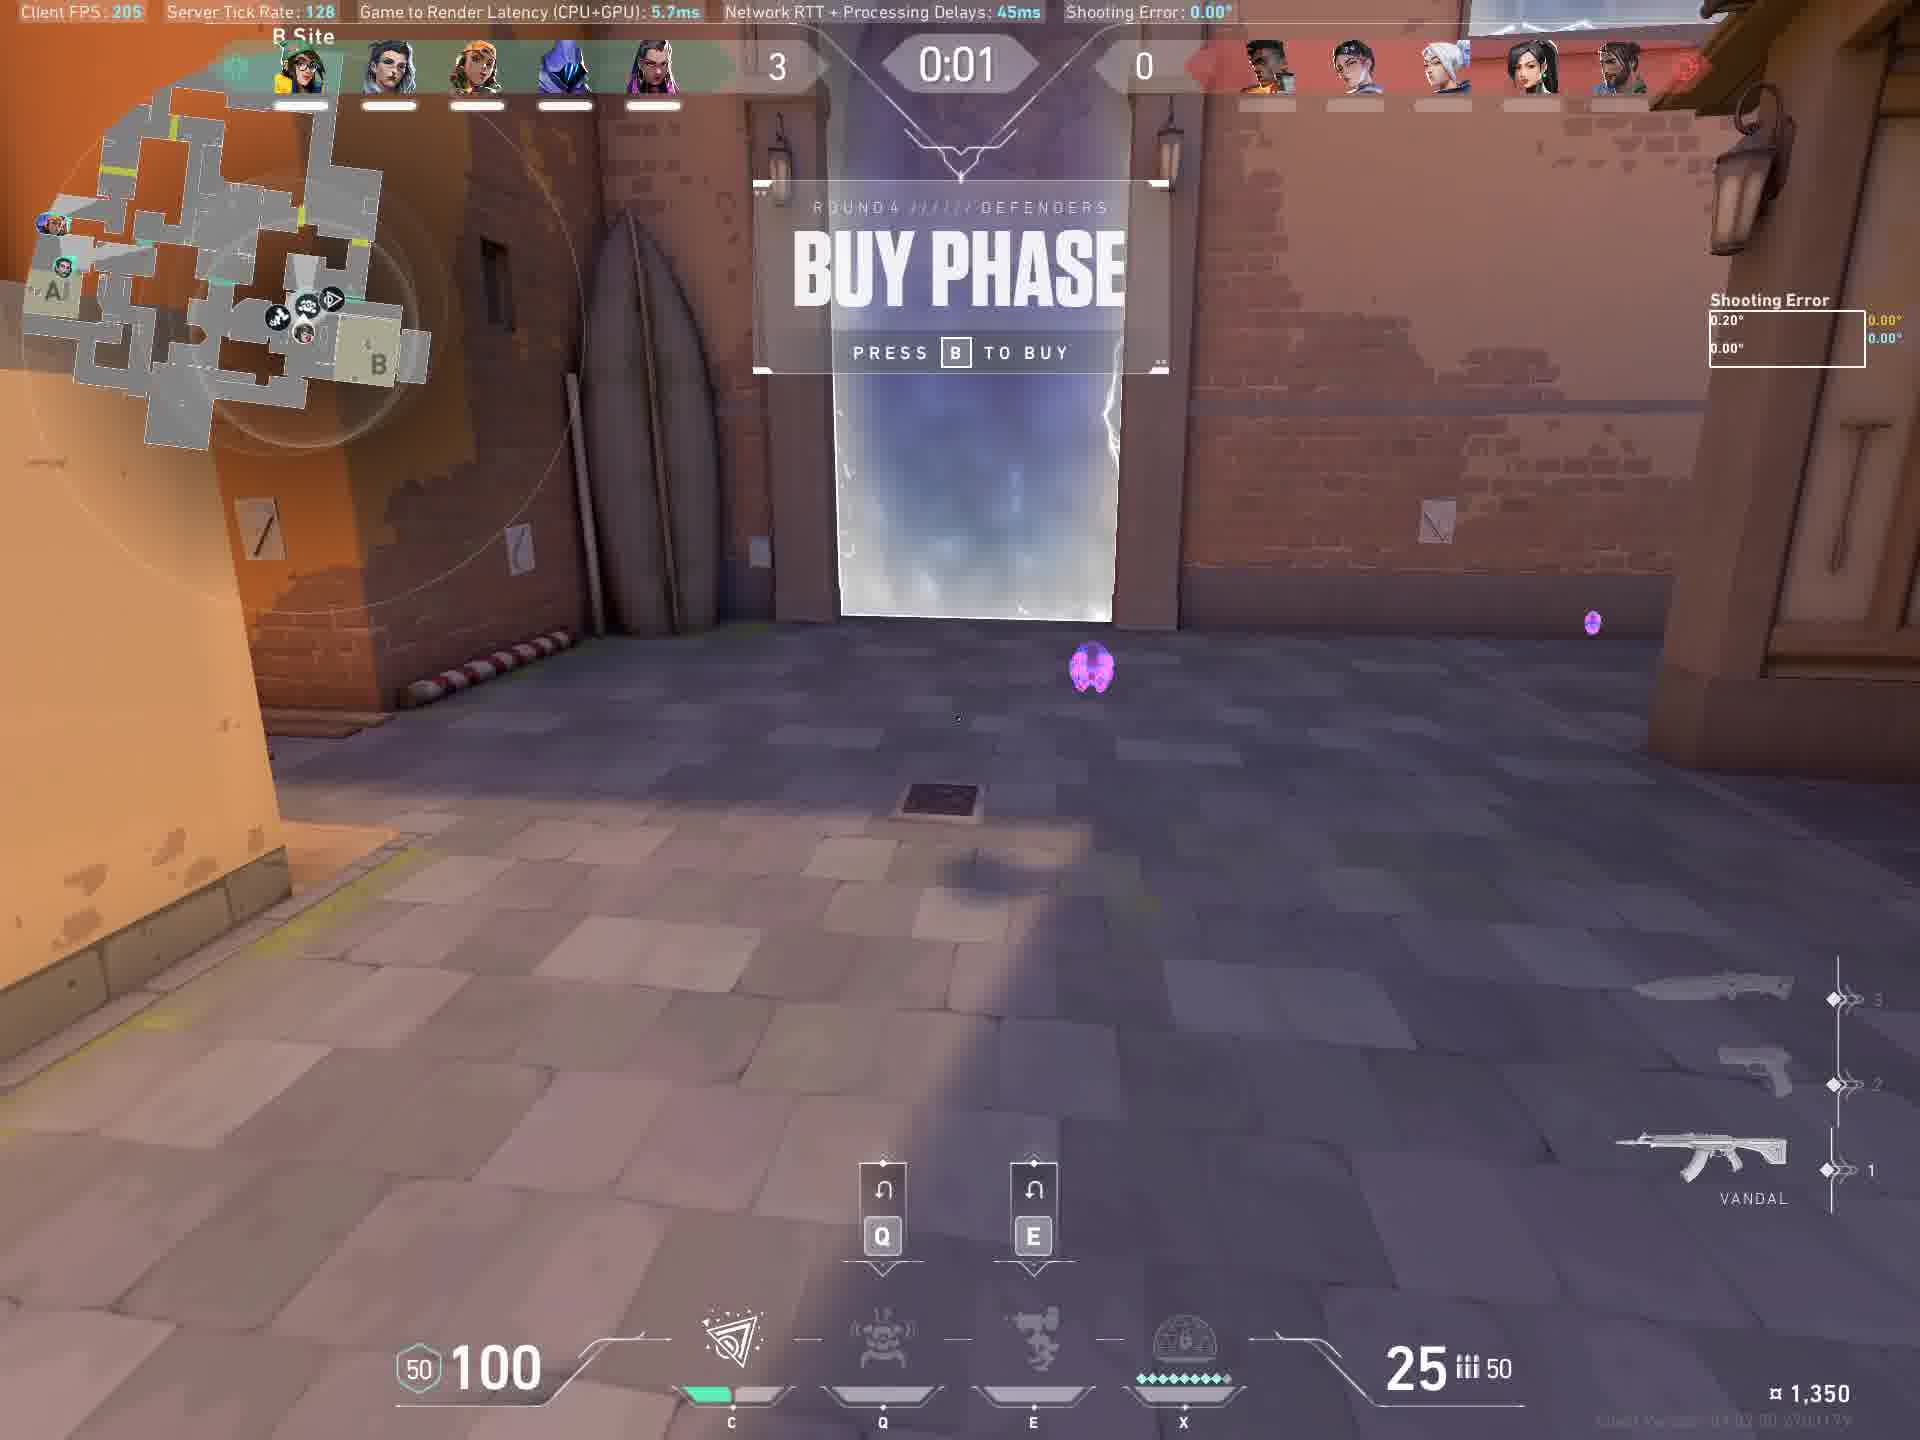 Client FPS: 205 Server Tick Rate: 128 Game to Render Latency (CPU+GPU): 5.7ms Network RTT + Processing Delays: 45ms Shooting Error: 0.00°
B Site
3 0:01 0
ROUND 4 ////// DEFENDERS
BUY PHASE
PRESS B TO BUY
A
B
Shooting Error
0.20° 0.00°
0.00°
0.00°
3
2
1
VANDAL
Q E
50 100
25 50
¤ 1,350
C Q E X